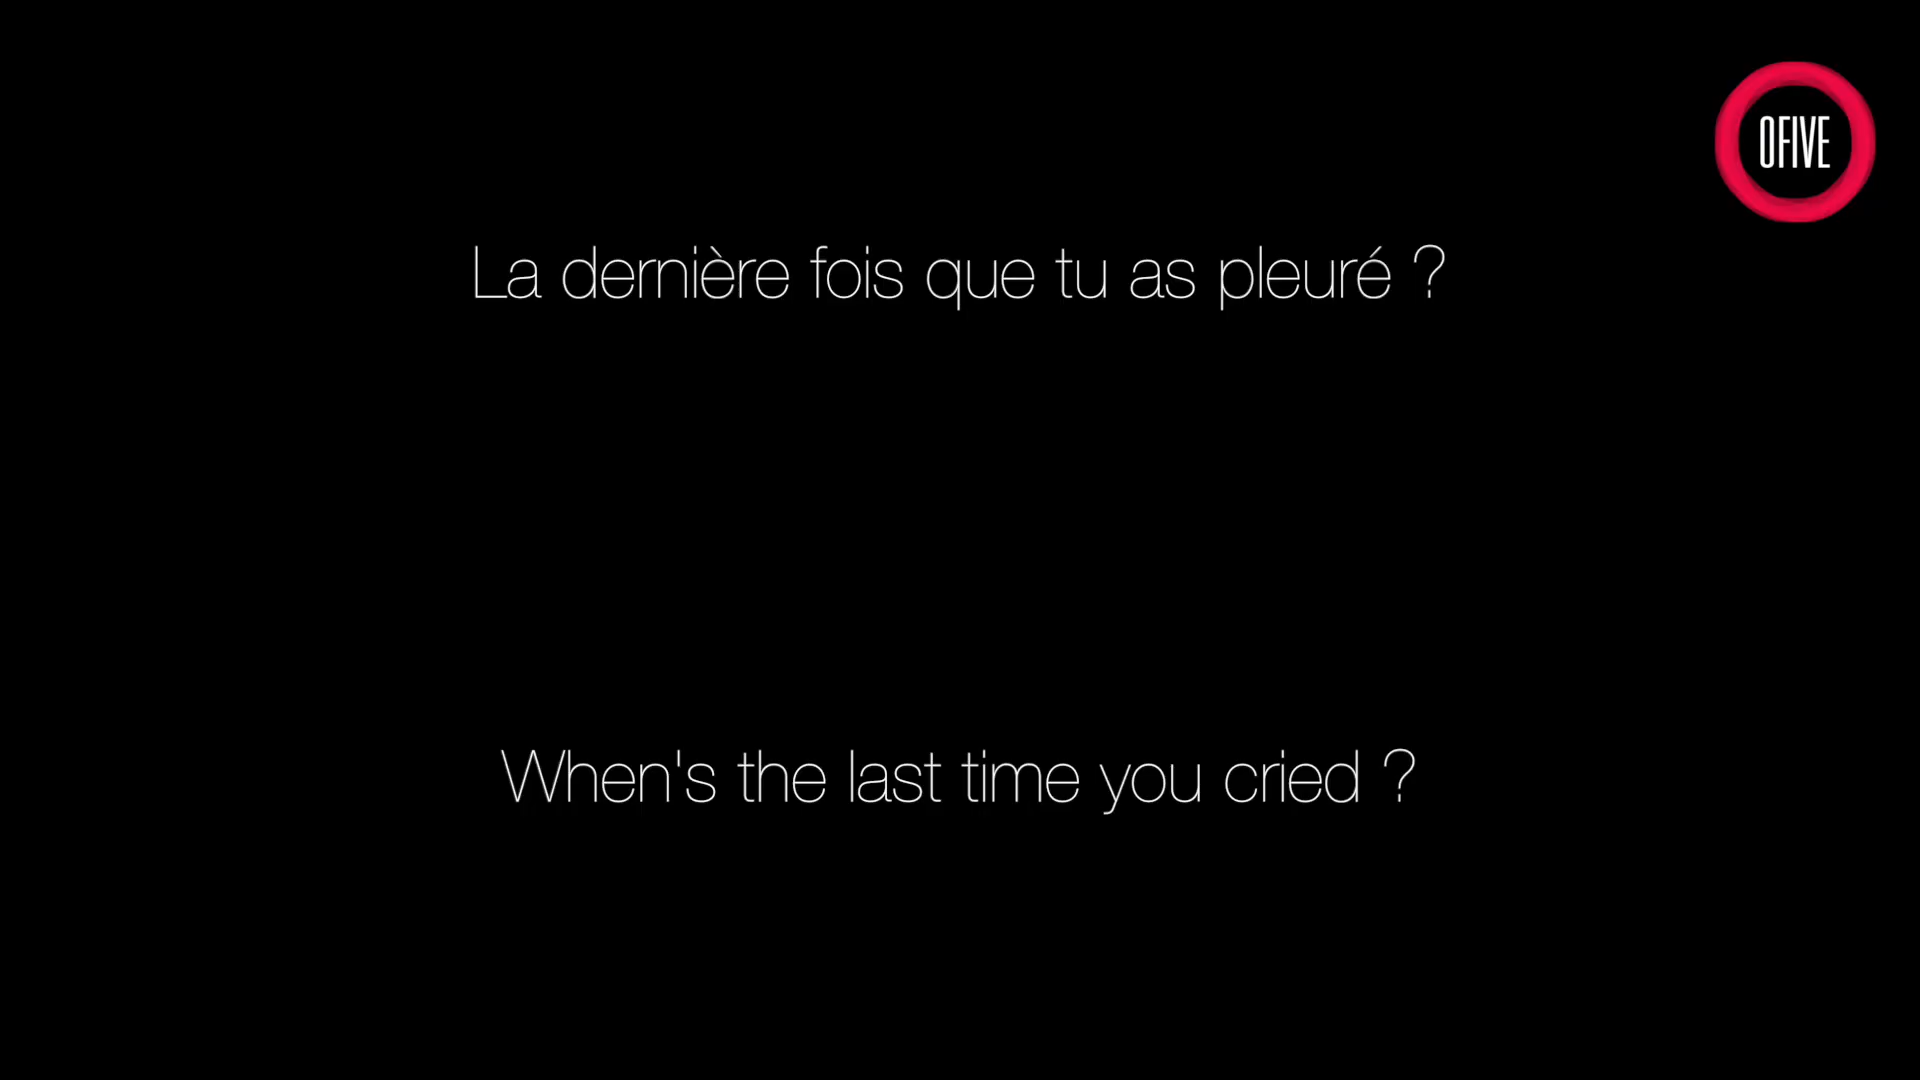 OFIVE
La dernière fois que tu as pleuré ?
When's the last time you cried ?